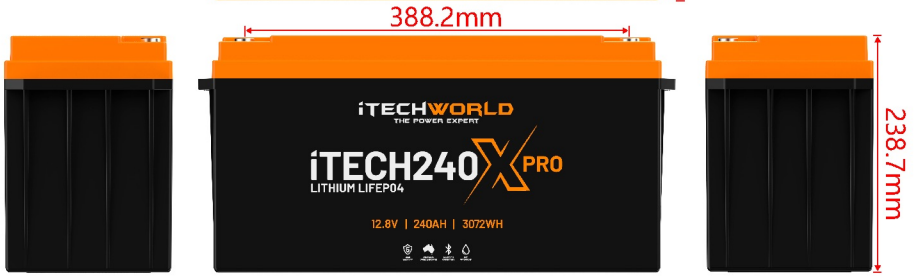 388.2mm
iTECHWORLD
THE POWER EXPERT
iTECH240X PRO
LITHIUM LIFEPO4
12.8V | 240AH | 3072WH
238.7mm